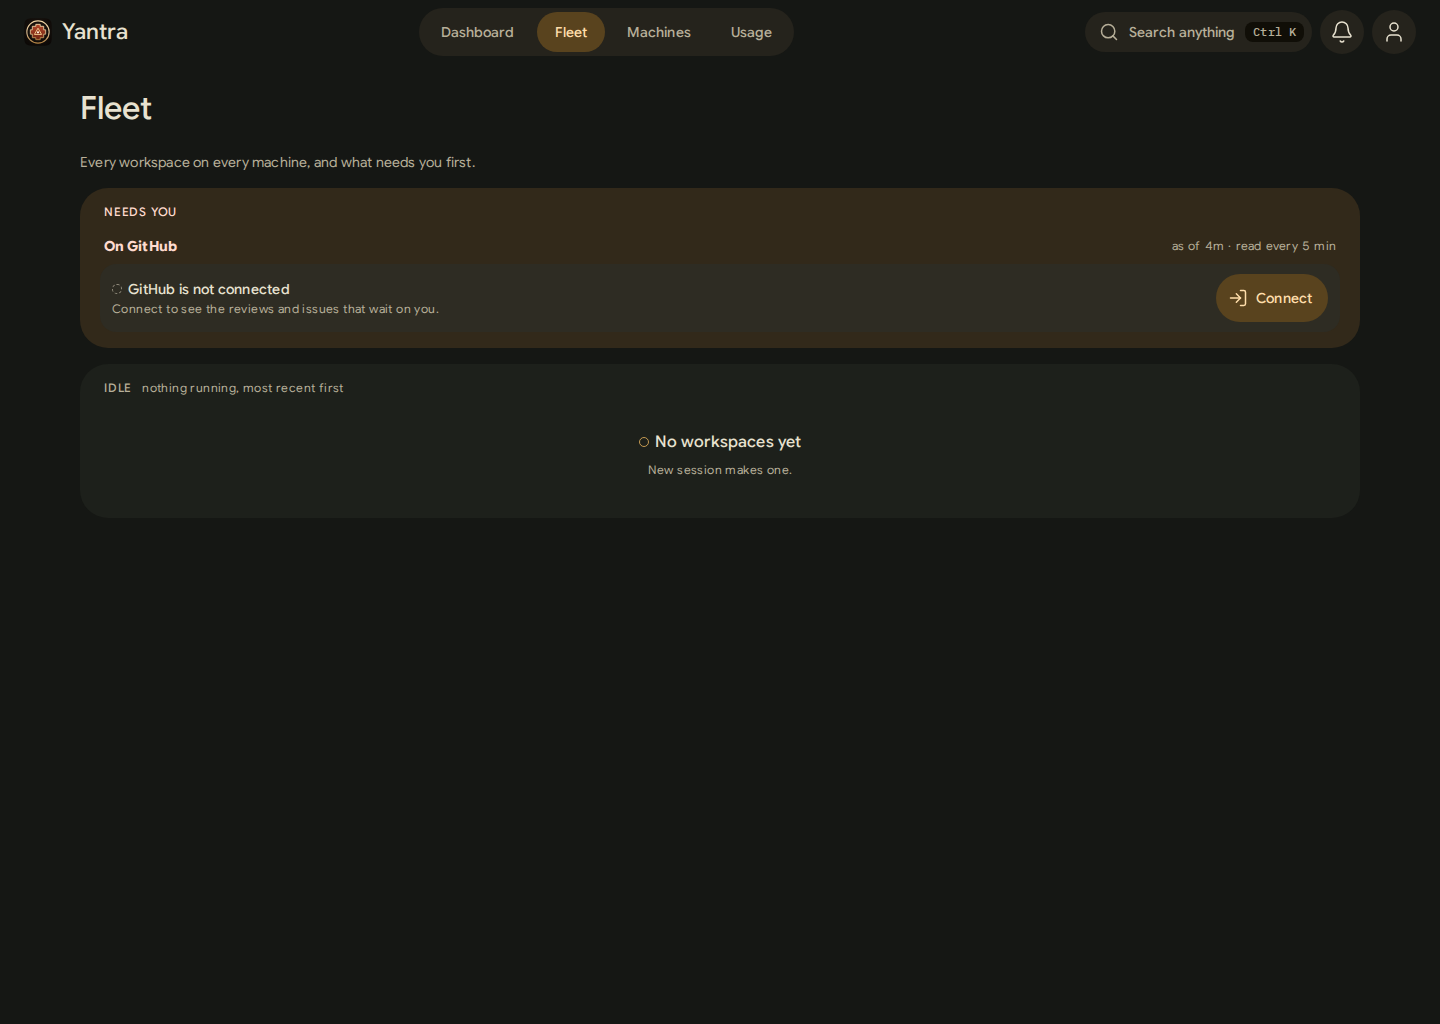 Yantra
Dashboard
Fleet
Machines
Usage
Search anything
Ctrl K
Fleet
Every workspace on every machine, and what needs you first.
NEEDS YOU
On GitHub
as of 4m · read every 5 min
GitHub is not connected
Connect to see the reviews and issues that wait on you.
Connect
IDLE nothing running, most recent first
No workspaces yet
New session makes one.